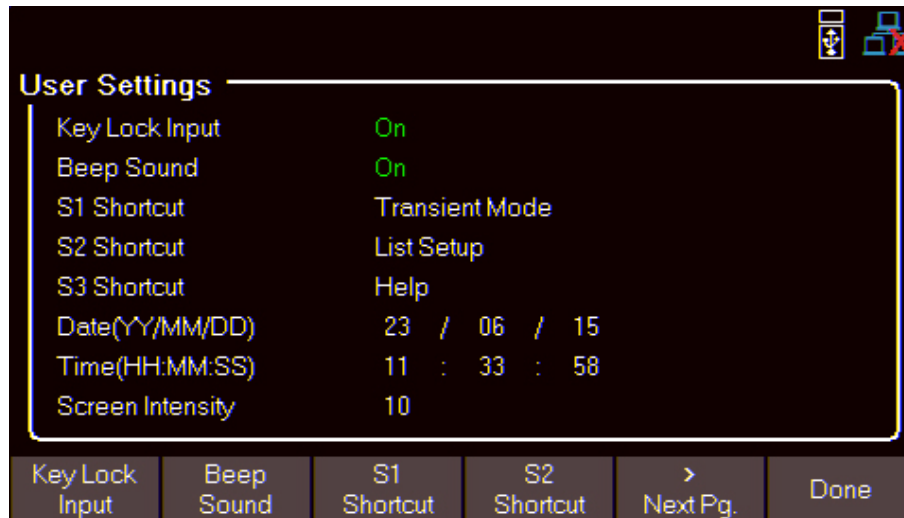 User Settings
Key Lock Input On
Beep Sound On
S1 Shortcut Transient Mode
S2 Shortcut List Setup
S3 Shortcut Help
Date(YY/MM/DD) 23 / 06 / 15
Time(HH:MM:SS) 11 : 33 : 58
Screen Intensity 10
Key Lock Input
Beep Sound
S1 Shortcut
S2 Shortcut
> Next Pg.
Done